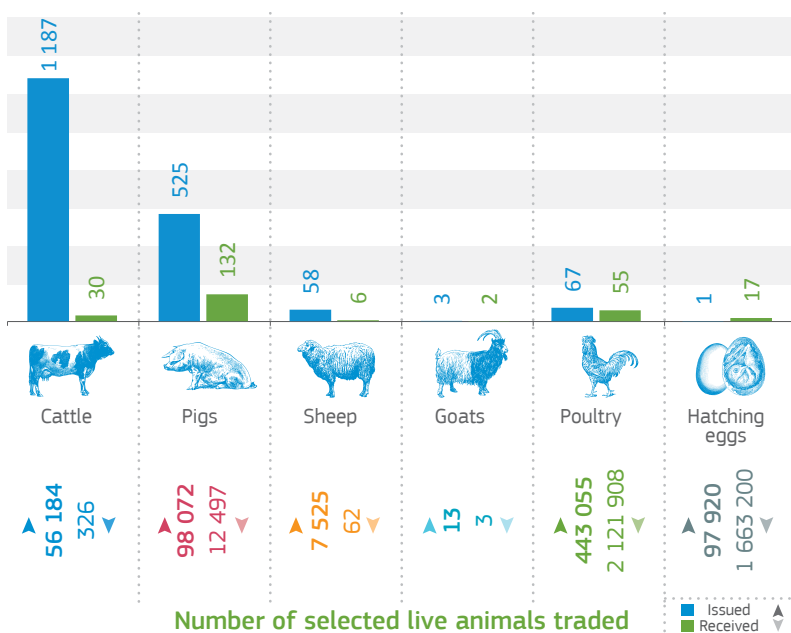 1 187
30
525
132
58
6
3
2
67
55
1
17
Cattle
Pigs
Sheep
Goats
Poultry
Hatching
eggs
56 184
326
98 072
12 497
7 525
62
13
3
443 055
2 121 908
97 920
1 663 200
Number of selected live animals traded
Issued
Received